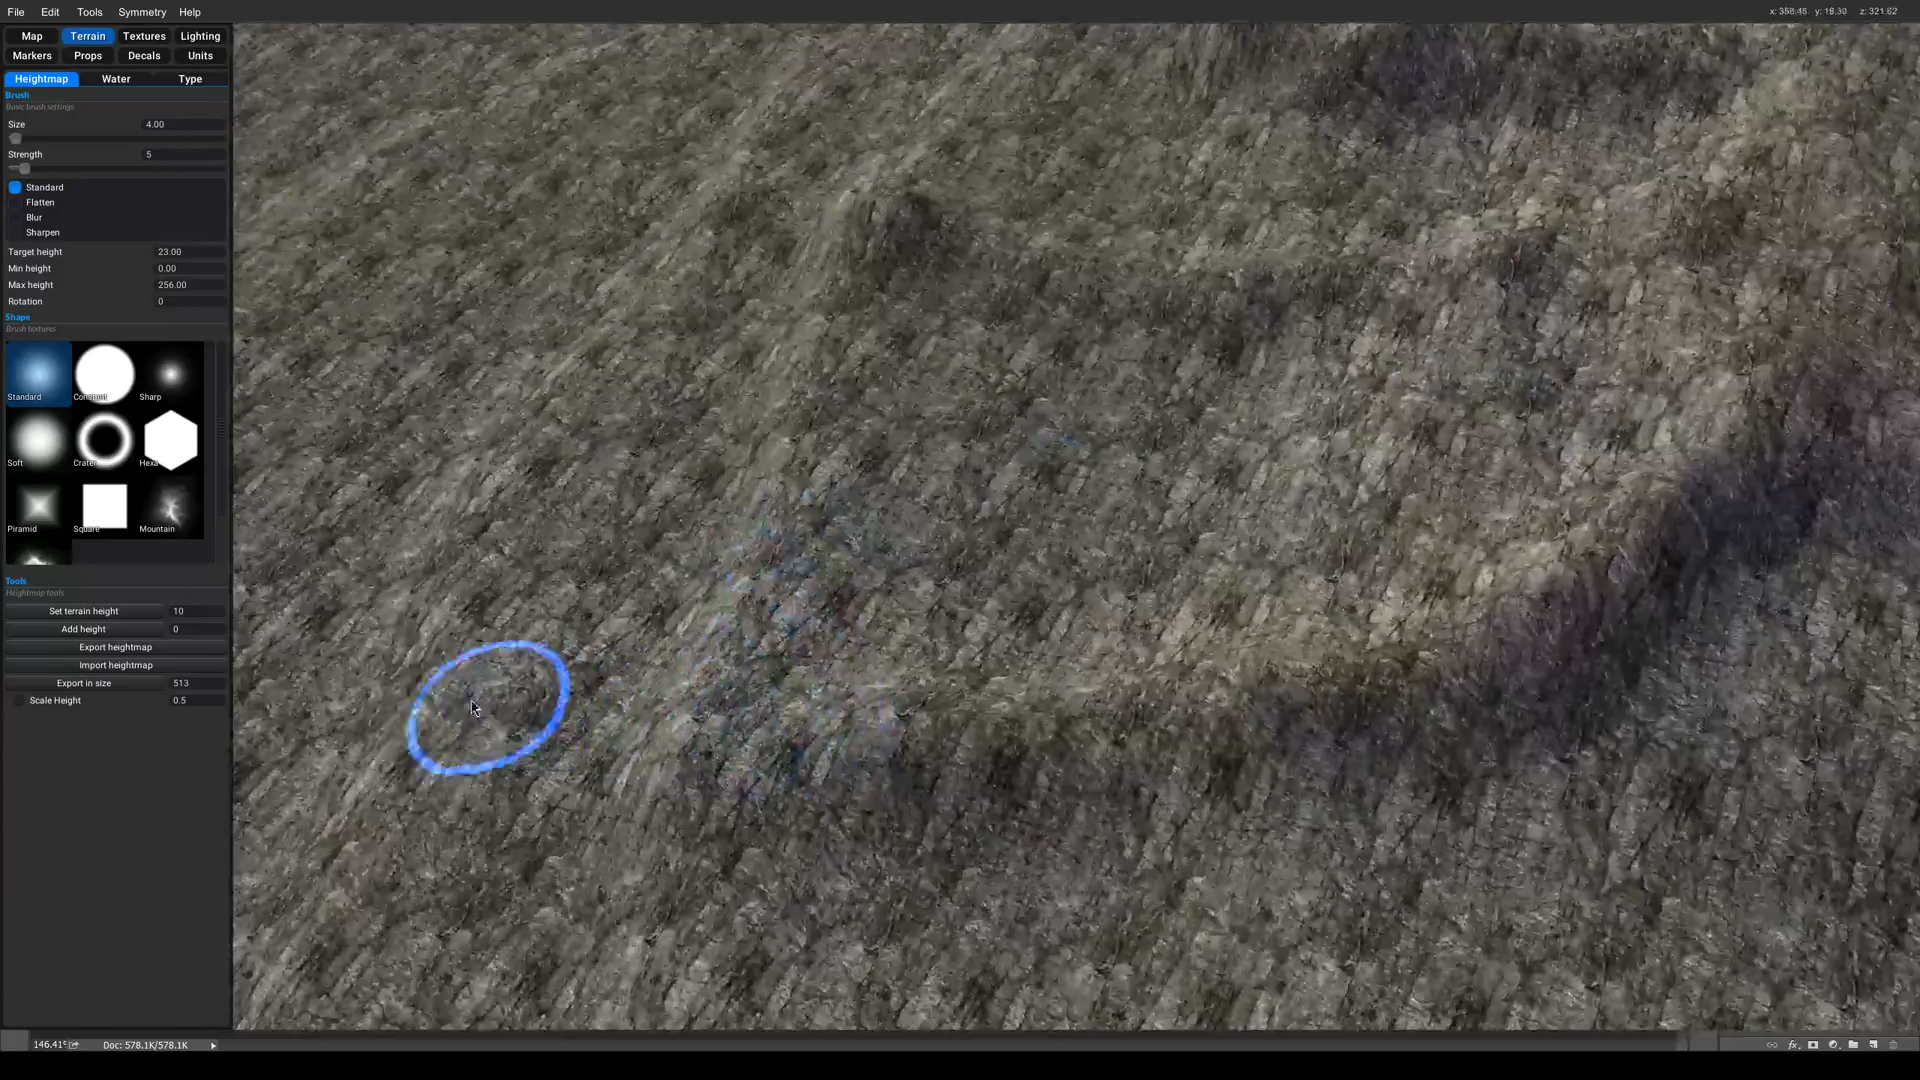 File Edit Tools Symmetry Help
x: 358.45 y: 18.30 z: 321.62
Map Terrain Textures Lighting
Markers Props Decals Units
Heightmap Water Type
Brush
Basic brush settings
Size 4.00
Strength 5
Standard
Flatten
Blur
Sharpen
Target height 23.00
Min height 0.00
Max height 256.00
Rotation 0
Shape
Brush textures
Standard Constant Sharp
Soft Crater Hexa
Piramid Square Mountain
Tools
Heightmap tools
Set terrain height 10
Add height 0
Export heightmap
Import heightmap
Export in size 513
Scale Height 0.5
Doc: 578.1K/578.1K
fx